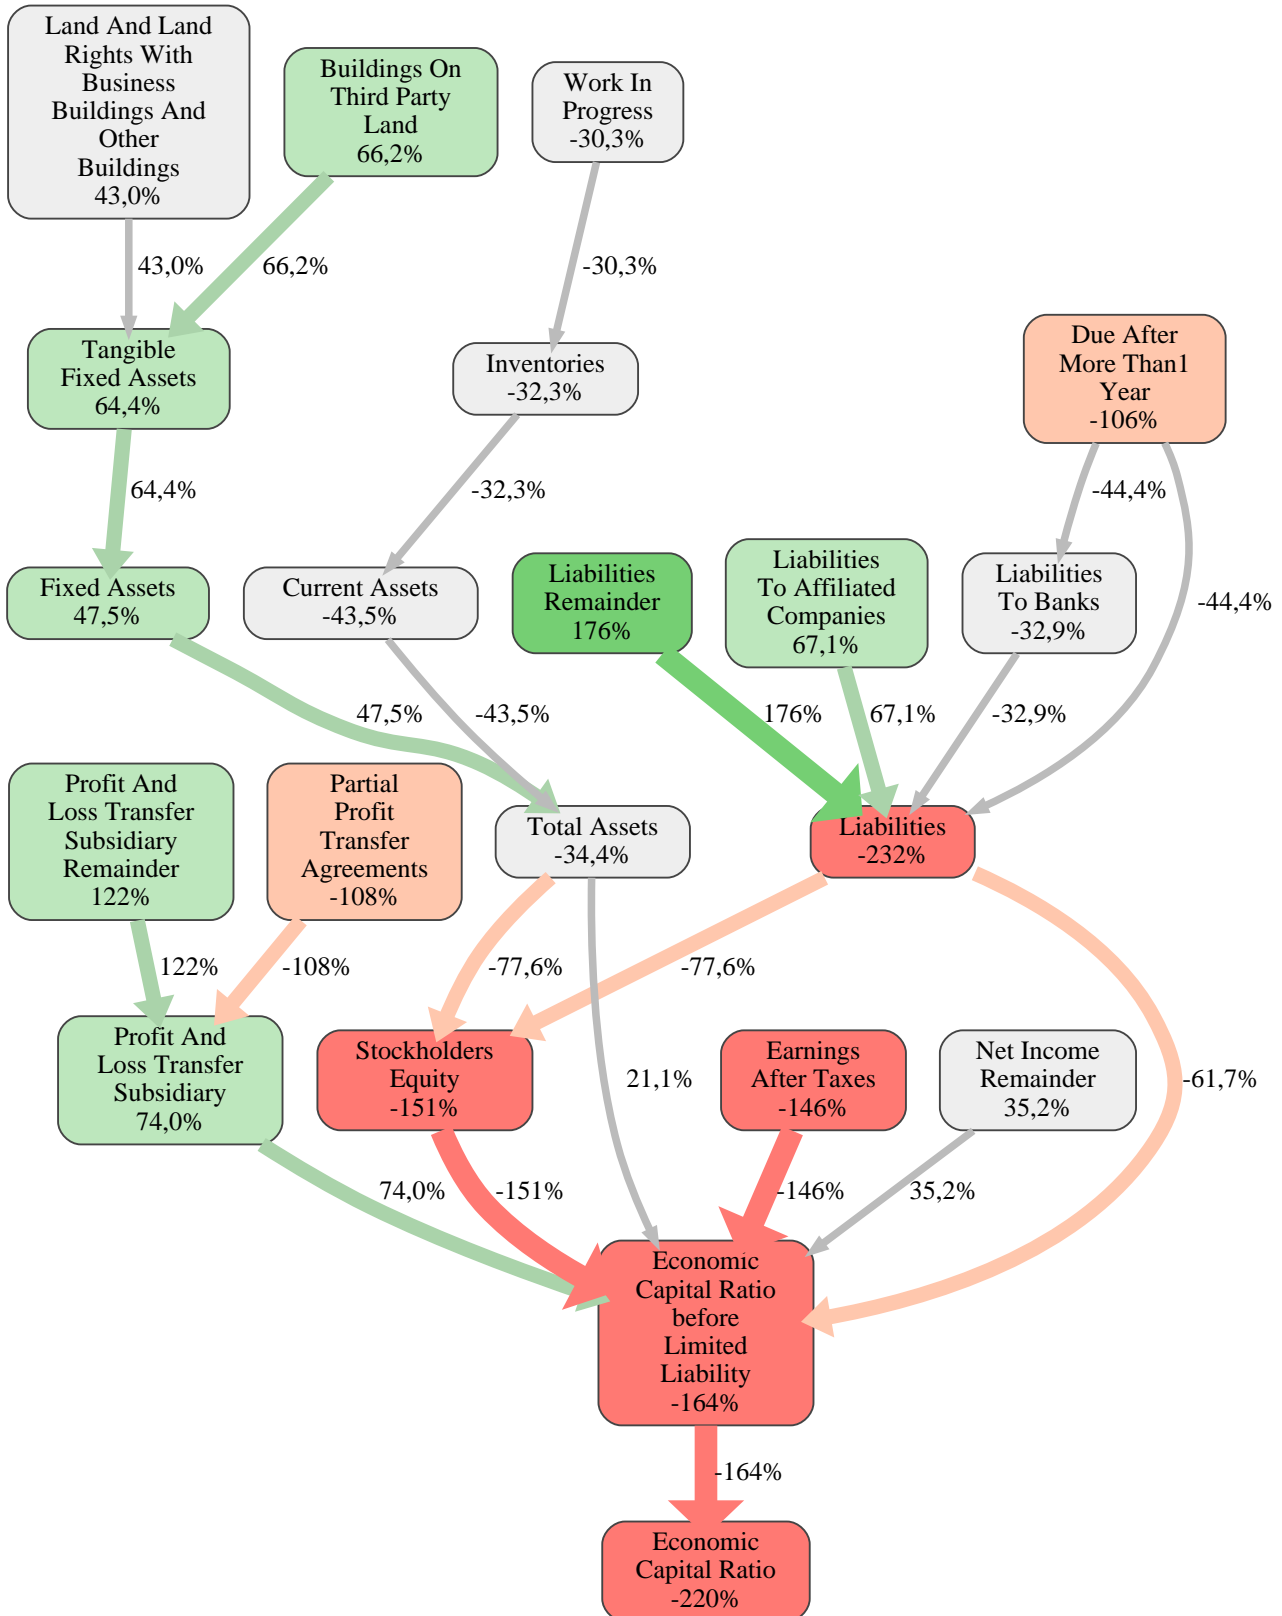 Land And Land
Rights With
Business
Buildings And
Other
Buildings
43,0%
Buildings On
Third Party
Land
66,2%
Work In
Progress
-30,3%
43,0%
66,2%
-30,3%
Tangible
Fixed Assets
64,4%
Inventories
-32,3%
Due After
More Than1
Year
-106%
64,4%
-32,3%
-44,4%
-44,4%
Fixed Assets
47,5%
Current Assets
-43,5%
Liabilities
Remainder
176%
Liabilities
To Affiliated
Companies
67,1%
Liabilities
To Banks
-32,9%
47,5%
-43,5%
176%
67,1%
-32,9%
Profit And
Loss Transfer
Subsidiary
Remainder
122%
Partial
Profit
Transfer
Agreements
-108%
Total Assets
-34,4%
Liabilities
-232%
122%
-108%
-77,6%
-77,6%
Profit And
Loss Transfer
Subsidiary
74,0%
Stockholders
Equity
-151%
21,1%
Earnings
After Taxes
-146%
Net Income
Remainder
35,2%
-61,7%
74,0%
-151%
-146%
35,2%
Economic
Capital Ratio
before
Limited
Liability
-164%
-164%
Economic
Capital Ratio
-220%